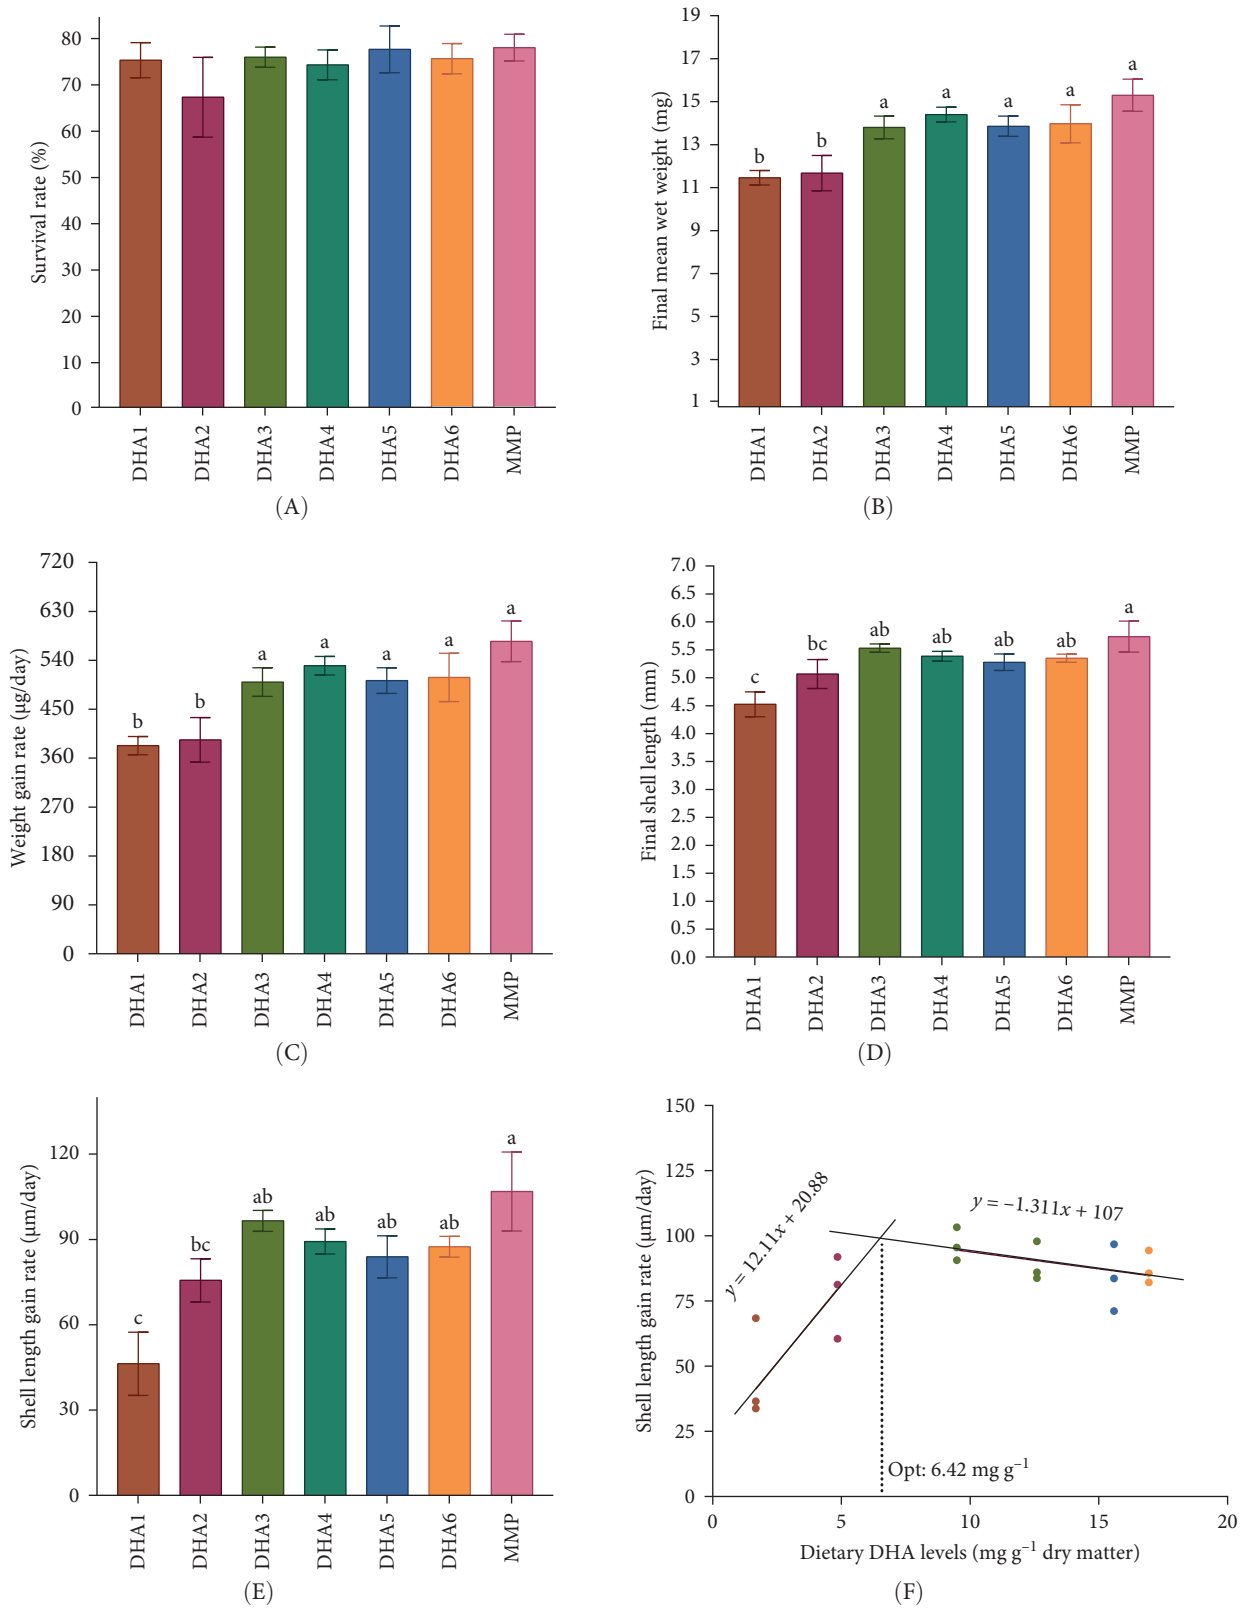 80
70
60
50
40
30
20
10
0
Survival rate (%)
DHA1
DHA2
DHA3
DHA4
DHA5
DHA6
MMP
(A)
19
17
15
13
11
9
7
5
3
1
Final mean wet weight (mg)
b
b
a
a
a
a
a
DHA1
DHA2
DHA3
DHA4
DHA5
DHA6
MMP
(B)
720
630
540
450
360
270
180
90
0
Weight gain rate (µg/day)
b
b
a
a
a
a
a
DHA1
DHA2
DHA3
DHA4
DHA5
DHA6
MMP
(C)
7.0
6.5
6.0
5.5
5.0
4.5
4.0
3.5
3.0
2.5
2.0
1.5
1.0
0.5
0.0
Final shell length (mm)
c
bc
ab
ab
ab
ab
a
DHA1
DHA2
DHA3
DHA4
DHA5
DHA6
MMP
(D)
120
90
60
30
0
Shell length gain rate (µm/day)
c
bc
ab
ab
ab
ab
a
DHA1
DHA2
DHA3
DHA4
DHA5
DHA6
MMP
(E)
150
125
100
75
50
25
0
Shell length gain rate (µm/day)
y = 12.11x + 20.88
y = −1.311x + 107
Opt: 6.42 mg g⁻¹
0
5
10
15
20
Dietary DHA levels (mg g⁻¹ dry matter)
(F)